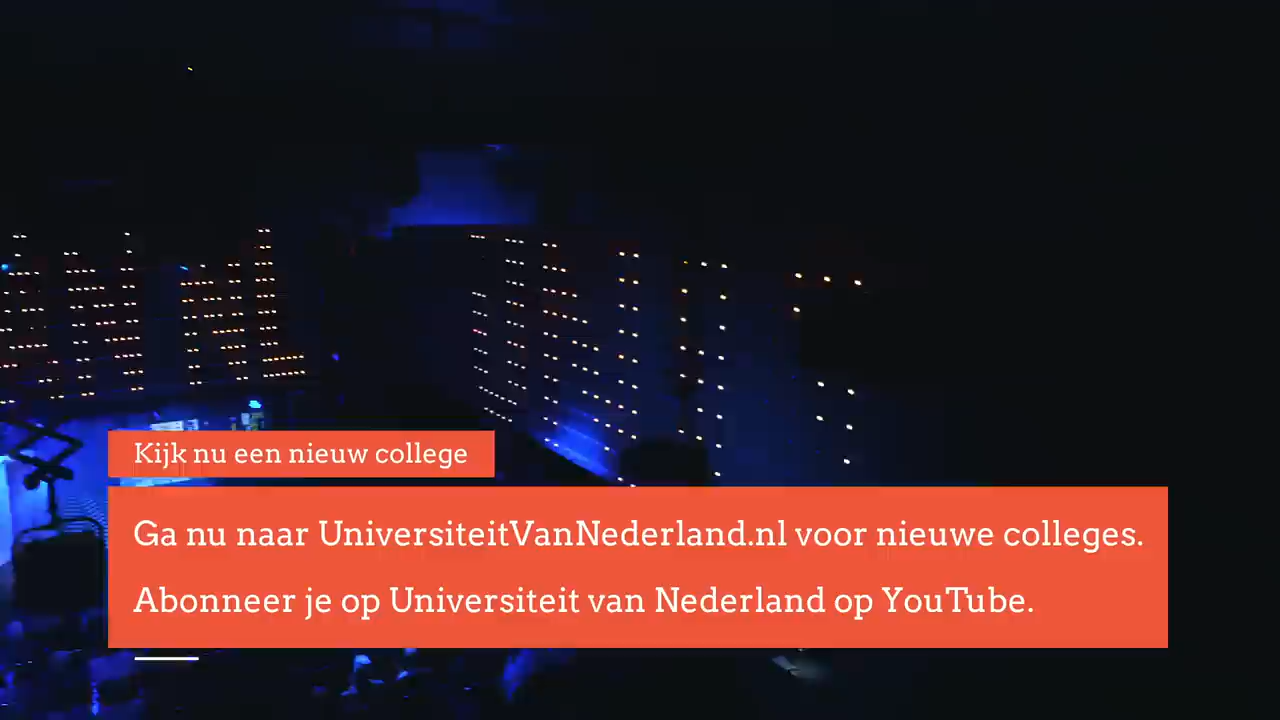 Kijk nu een nieuw college
Ga nu naar UniversiteitVanNederland.nl voor nieuwe colleges.
Abonneer je op Universiteit van Nederland op YouTube.